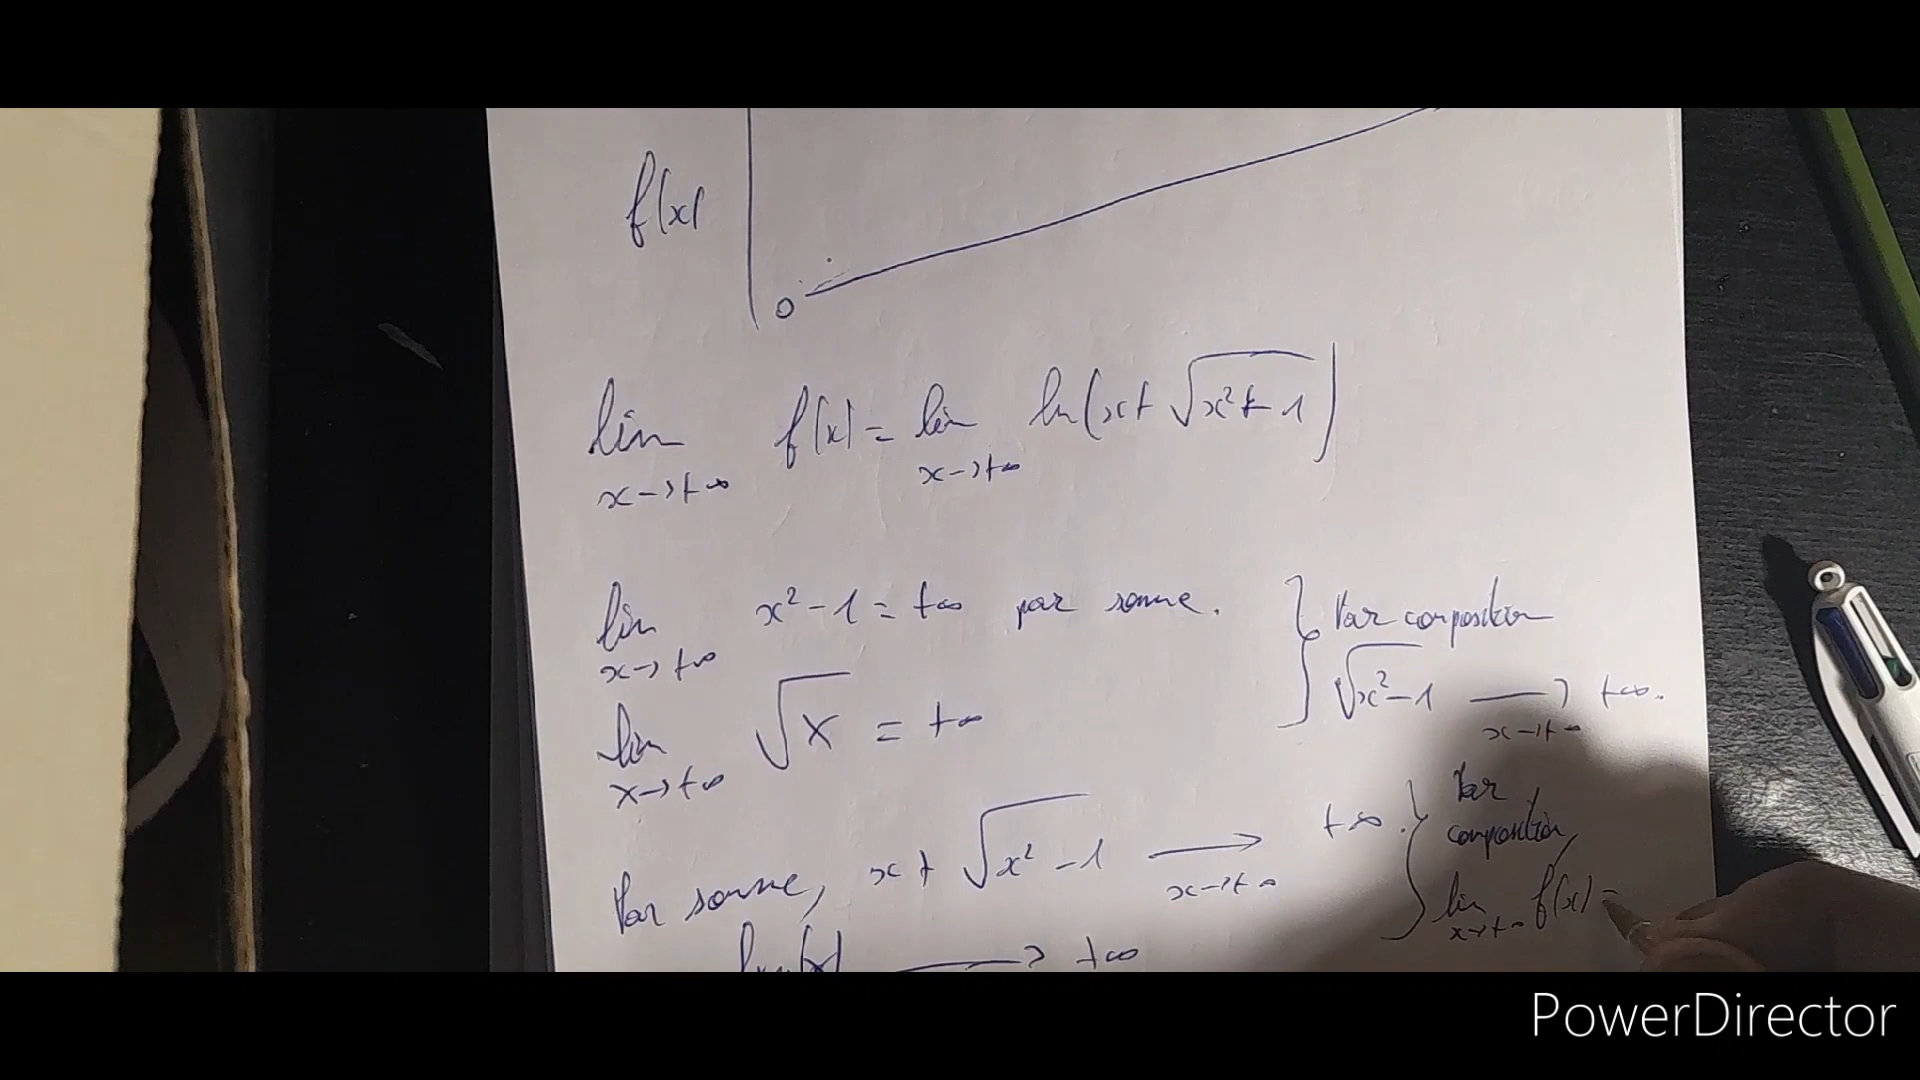 f(x)
0
lim f(x) = lim ln(x + √(x² + 1))
x→+∞ x→+∞
lim x² - 1 = +∞ par somme.
x→+∞
lim √X = +∞
X→+∞
} Par composition
√(x² - 1) ⟶ +∞.
x→+∞
Par somme, x + √(x² - 1) ⟶ +∞.
x→+∞
ln(X) ⟶ +∞
} Par
composition,
lim f(x) =
x→+∞
PowerDirector